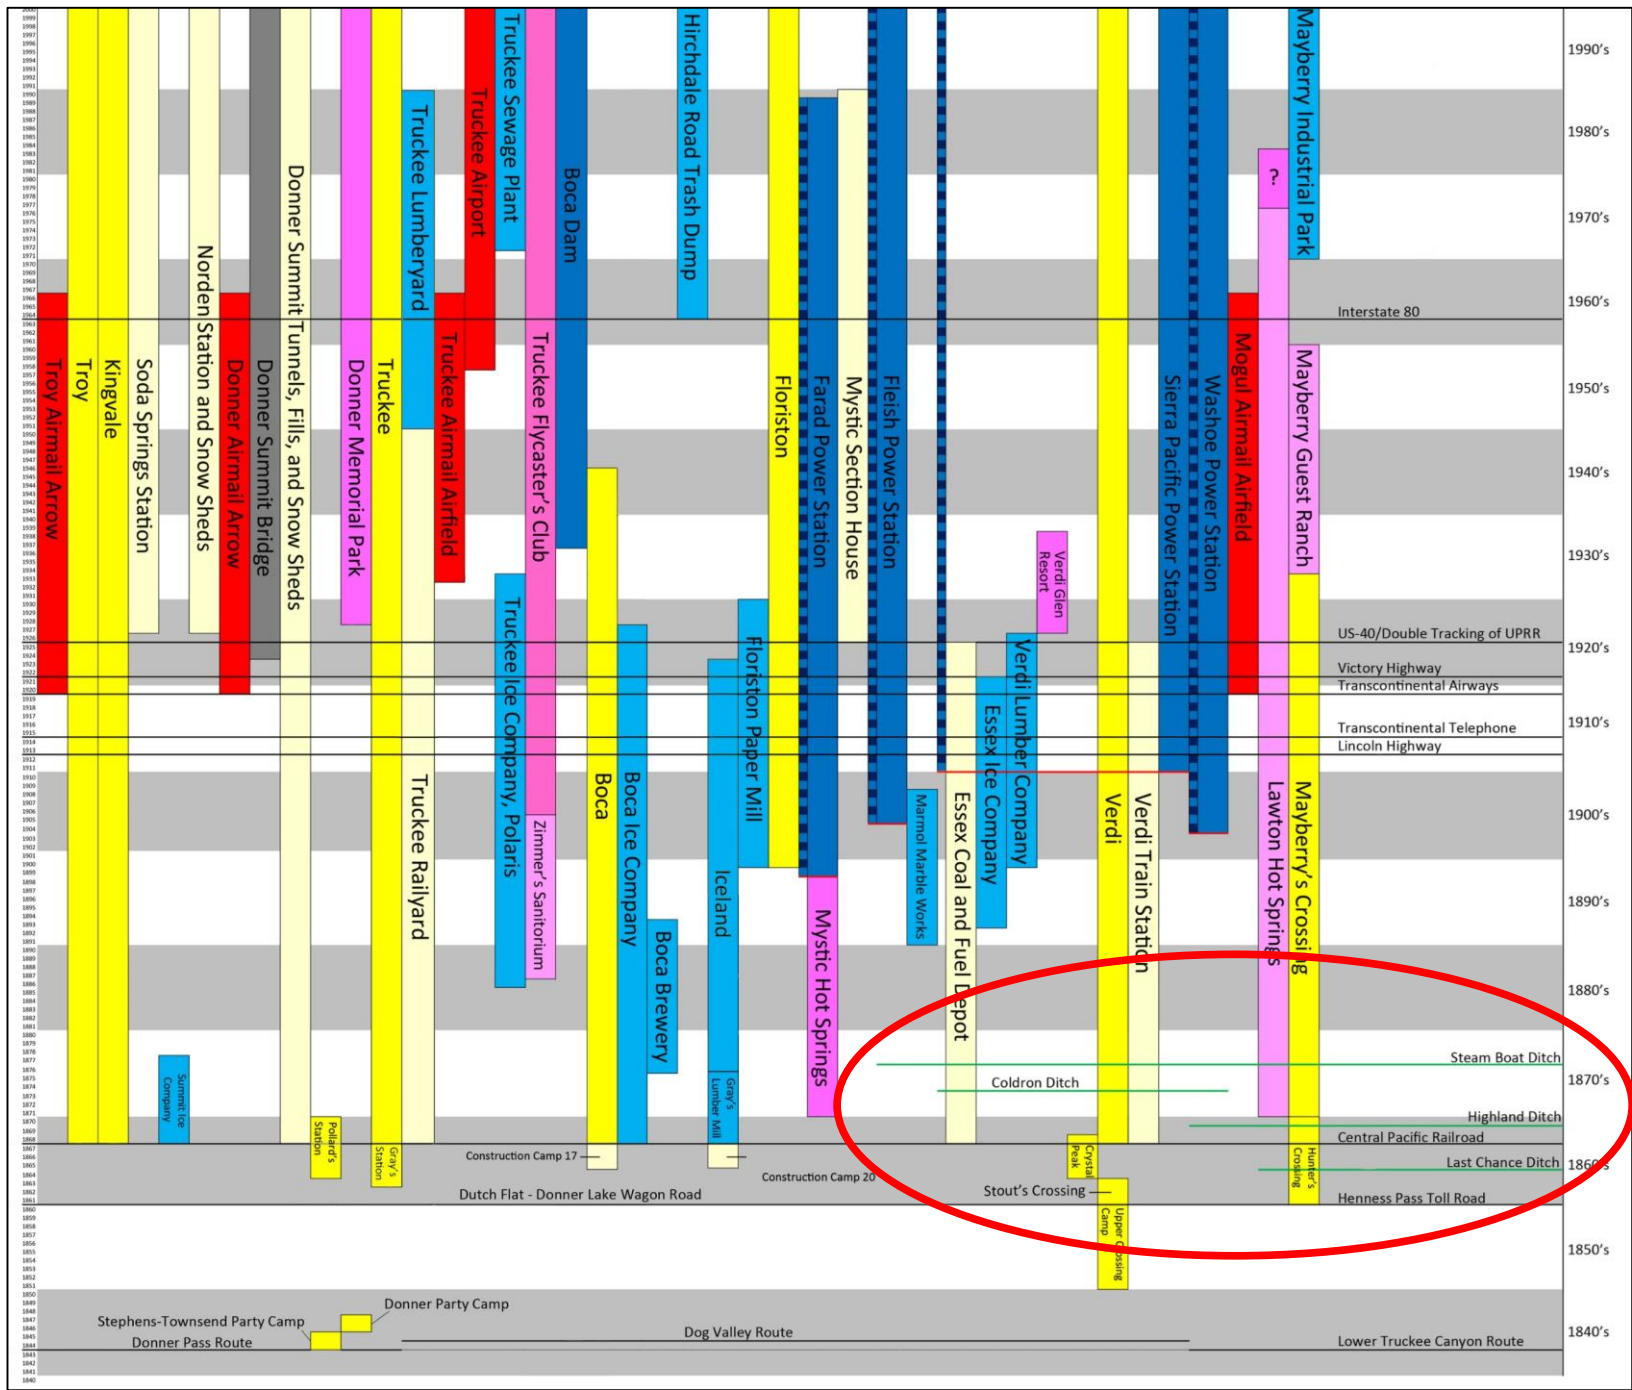 1990's
1980's
1970's
1960's
1950's
1940's
1930's
1920's
1910's
1900's
1890's
1880's
1870's
1860's
1850's
1840's
Troy Airmail Arrow
Troy
Kingvale
Soda Springs Station
Summit Ice
Company
Norden Station and Snow Sheds
Donner Airmail Arrow
Donner Summit Bridge
Donner Summit Tunnels, Fills, and Snow Sheds
Pollard's
Station
Donner Memorial Park
Truckee
Gray's
Station
Truckee Lumberyard
Truckee Railyard
Truckee Airmail Airfield
Truckee Airport
Truckee Sewage Plant
Truckee Ice Company, Polaris
Truckee Flycaster's Club
Zimmer's Sanitorium
Boca Dam
Boca
Boca Ice Company
Boca Brewery
Hirchdale Road Trash Dump
Iceland
Gray's
Lumber Mill
Floriston Paper Mill
Floriston
Farad Power Station
Mystic Hot Springs
Mystic Section House
Fleish Power Station
Marmol Marble Works
Essex Coal and Fuel Depot
Essex Ice Company
Verdi Lumber Company
Verdi Glen
Resort
Crystal
Peak
Verdi
Upper Crossing
Camp
Verdi Train Station
Sierra Pacific Power Station
Washoe Power Station
Mogul Airmail Airfield
?
Lawton Hot Springs
Mayberry Industrial Park
Mayberry Guest Ranch
Mayberry's Crossing
Hunter's
Crossing
Interstate 80
US-40/Double Tracking of UPRR
Victory Highway
Transcontinental Airways
Transcontinental Telephone
Lincoln Highway
Steam Boat Ditch
Coldron Ditch
Highland Ditch
Central Pacific Railroad
Construction Camp 17
Construction Camp 20
Last Chance Ditch
Stout's Crossing
Dutch Flat - Donner Lake Wagon Road
Henness Pass Toll Road
Donner Party Camp
Stephens-Townsend Party Camp
Donner Pass Route
Dog Valley Route
Lower Truckee Canyon Route